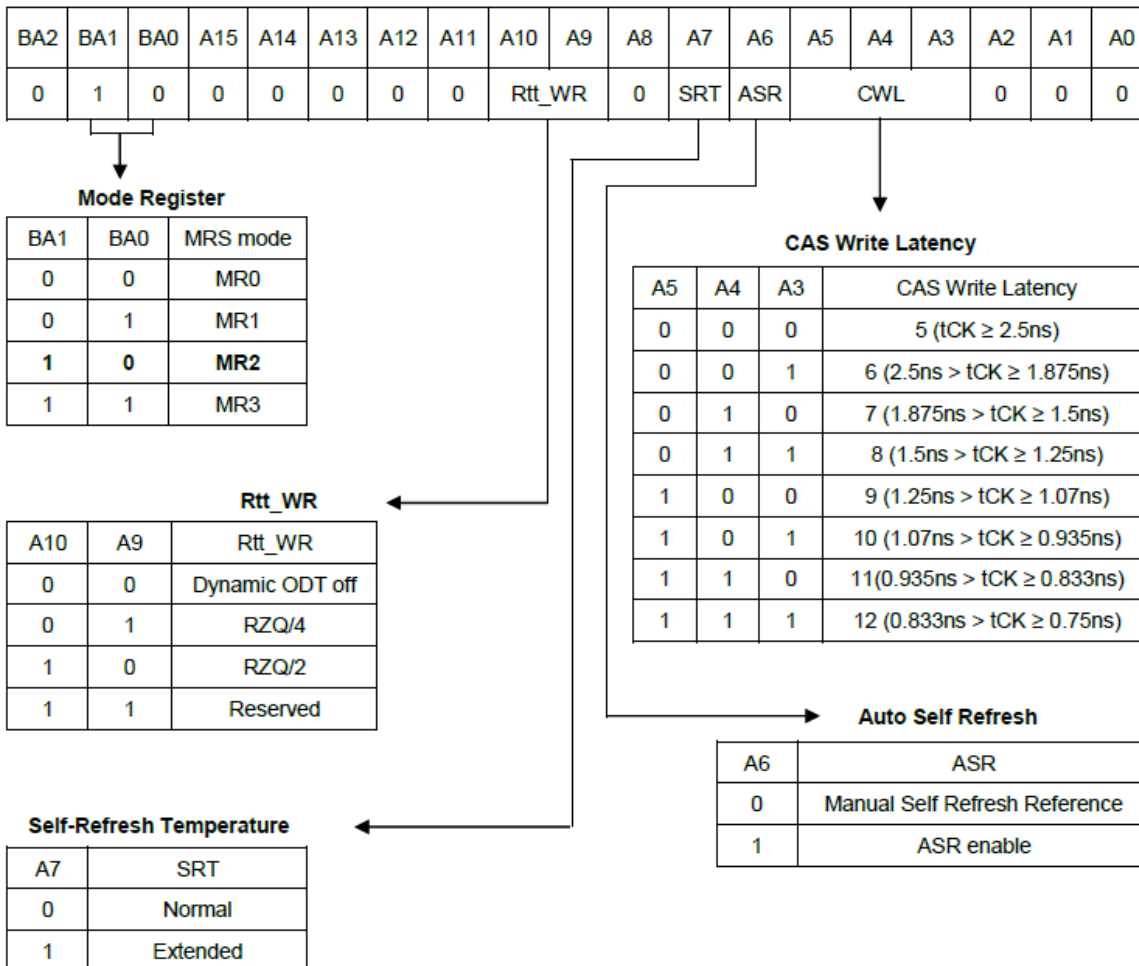 BA2 BA1 BA0 A15 A14 A13 A12 A11 A10 A9 A8 A7 A6 A5 A4 A3 A2 A1 A0
0 1 0 0 0 0 0 0 Rtt_WR 0 SRT ASR CWL 0 0 0
Mode Register
BA1 BA0 MRS mode
0 0 MR0
0 1 MR1
1 0 MR2
1 1 MR3
CAS Write Latency
A5 A4 A3 CAS Write Latency
0 0 0 5 (tCK ≥ 2.5ns)
0 0 1 6 (2.5ns > tCK ≥ 1.875ns)
0 1 0 7 (1.875ns > tCK ≥ 1.5ns)
0 1 1 8 (1.5ns > tCK ≥ 1.25ns)
1 0 0 9 (1.25ns > tCK ≥ 1.07ns)
1 0 1 10 (1.07ns > tCK ≥ 0.935ns)
1 1 0 11(0.935ns > tCK ≥ 0.833ns)
1 1 1 12 (0.833ns > tCK ≥ 0.75ns)
Rtt_WR
A10 A9 Rtt_WR
0 0 Dynamic ODT off
0 1 RZQ/4
1 0 RZQ/2
1 1 Reserved
Auto Self Refresh
A6 ASR
0 Manual Self Refresh Reference
1 ASR enable
Self-Refresh Temperature
A7 SRT
0 Normal
1 Extended